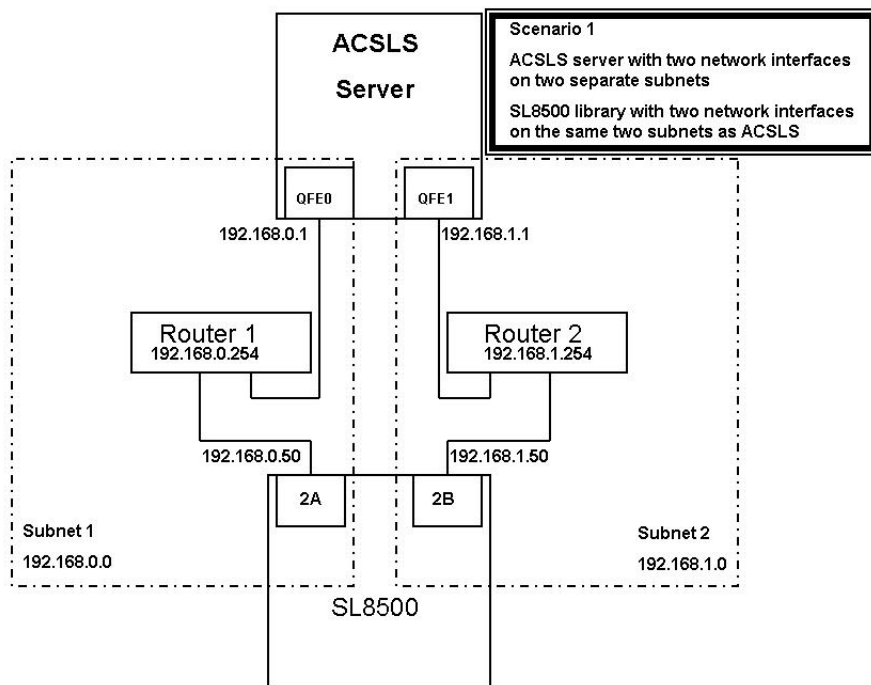 ACSLS
Server
Scenario 1
ACSLS server with two network interfaces
on two separate subnets
SL8500 library with two network interfaces
on the same two subnets as ACSLS
QFE0
QFE1
192.168.0.1
192.168.1.1
Router 1
192.168.0.254
Router 2
192.168.1.254
192.168.0.50
192.168.1.50
2A
2B
Subnet 1
192.168.0.0
Subnet 2
192.168.1.0
SL8500